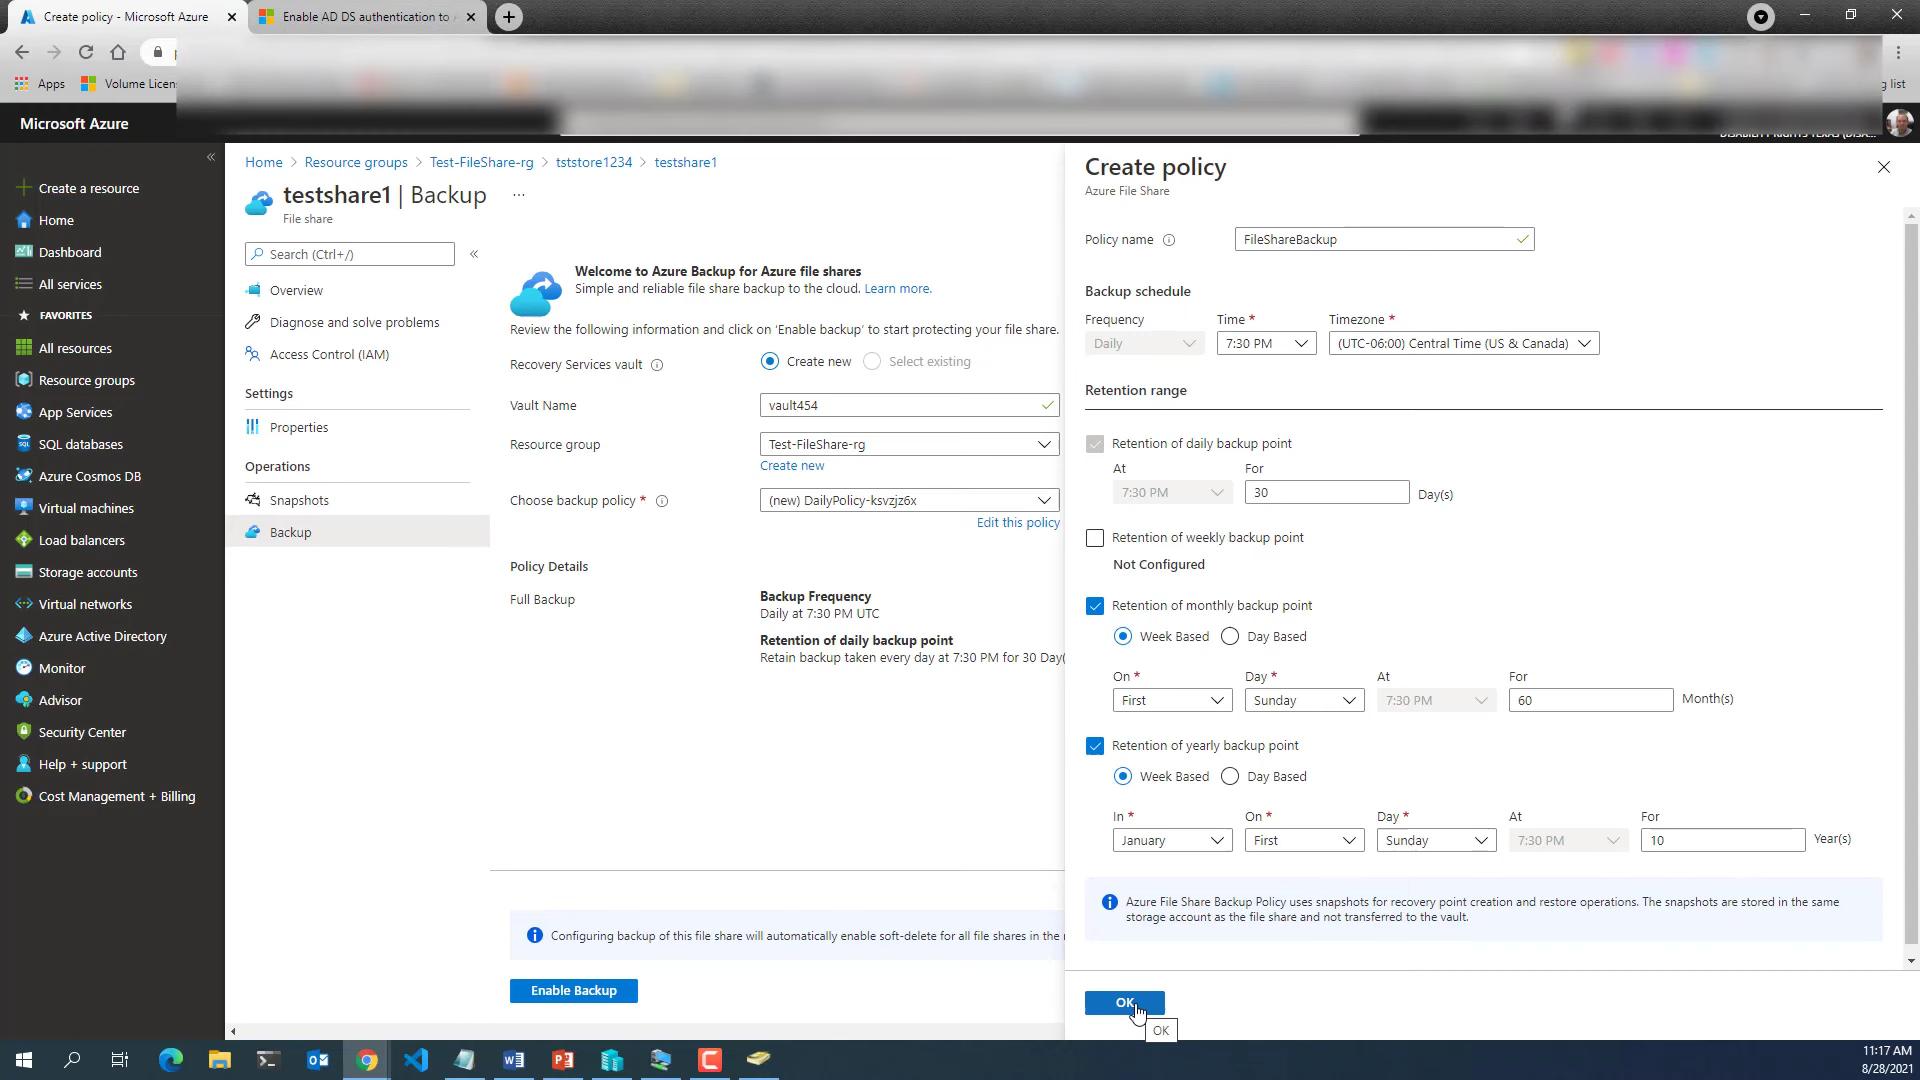 Create policy - Microsoft Azure
Enable AD DS authentication to
Apps
Volume Licen
g list
Microsoft Azure
Create a resource
Home
Dashboard
All services
FAVORITES
All resources
Resource groups
App Services
SQL databases
Azure Cosmos DB
Virtual machines
Load balancers
Storage accounts
Virtual networks
Azure Active Directory
Monitor
Advisor
Security Center
Help + support
Cost Management + Billing
Home > Resource groups > Test-FileShare-rg > tststore1234 > testshare1
testshare1 | Backup ...
File share
Search (Ctrl+/)
Overview
Diagnose and solve problems
Access Control (IAM)
Settings
Properties
Operations
Snapshots
Backup
Welcome to Azure Backup for Azure file shares
Simple and reliable file share backup to the cloud. Learn more.
Review the following information and click on 'Enable backup' to start protecting your file share.
Recovery Services vault
Create new
Select existing
Vault Name
vault454
Resource group
Test-FileShare-rg
Create new
Choose backup policy *
(new) DailyPolicy-ksvzjz6x
Edit this policy
Policy Details
Full Backup
Backup Frequency
Daily at 7:30 PM UTC
Retention of daily backup point
Retain backup taken every day at 7:30 PM for 30 Day(
Configuring backup of this file share will automatically enable soft-delete for all file shares in the
Enable Backup
Create policy
Azure File Share
Policy name
FileShareBackup
Backup schedule
Frequency Time * Timezone *
Daily 7:30 PM (UTC-06:00) Central Time (US & Canada)
Retention range
Retention of daily backup point
At For
7:30 PM 30 Day(s)
Retention of weekly backup point
Not Configured
Retention of monthly backup point
Week Based Day Based
On * Day * At For
First Sunday 7:30 PM 60 Month(s)
Retention of yearly backup point
Week Based Day Based
In * On * Day * At For
January First Sunday 7:30 PM 10 Year(s)
Azure File Share Backup Policy uses snapshots for recovery point creation and restore operations. The snapshots are stored in the same
storage account as the file share and not transferred to the vault.
OK
OK
11:17 AM
8/28/2021